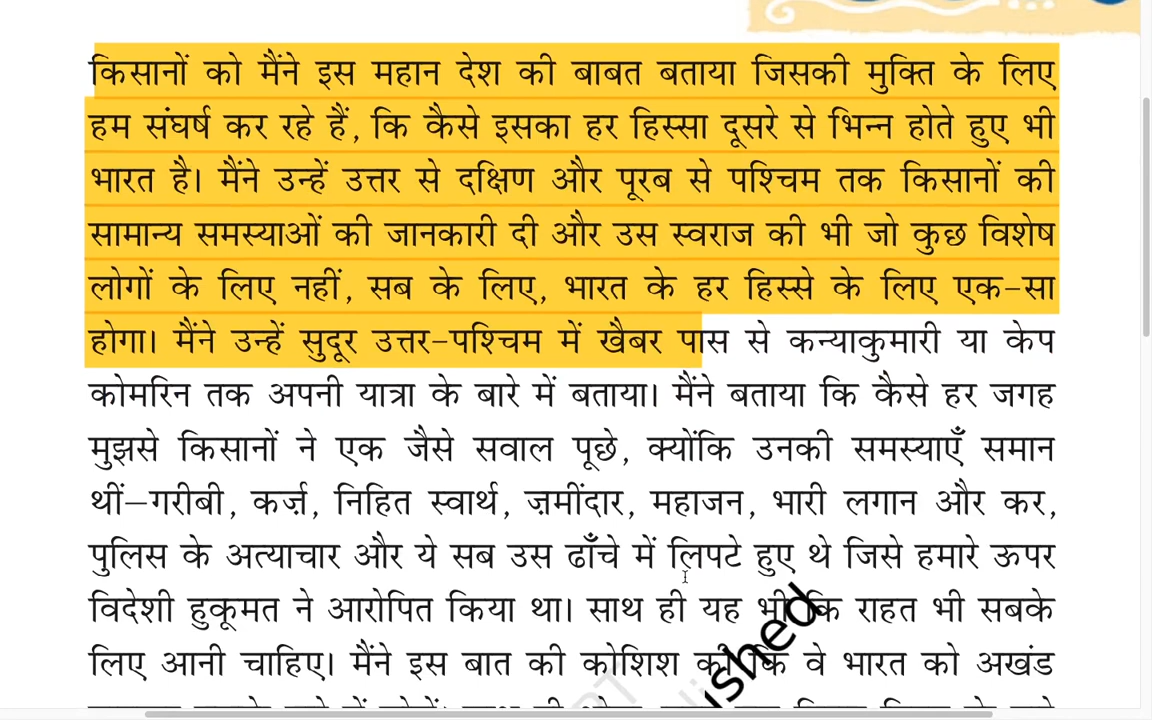 किसानों को मैंने इस महान देश की बाबत बताया जिसकी मुक्ति के लिए
हम संघर्ष कर रहे हैं, कि कैसे इसका हर हिस्सा दूसरे से भिन्न होते हुए भी
भारत है। मैंने उन्हें उत्तर से दक्षिण और पूरब से पश्चिम तक किसानों की
सामान्य समस्याओं की जानकारी दी और उस स्वराज की भी जो कुछ विशेष
लोगों के लिए नहीं, सब के लिए, भारत के हर हिस्से के लिए एक-सा
होगा। मैंने उन्हें सुदूर उत्तर-पश्चिम में खैबर पास से कन्याकुमारी या केप
कोमरिन तक अपनी यात्रा के बारे में बताया। मैंने बताया कि कैसे हर जगह
मुझसे किसानों ने एक जैसे सवाल पूछे, क्योंकि उनकी समस्याएँ समान
थीं—गरीबी, कर्ज़, निहित स्वार्थ, ज़मींदार, महाजन, भारी लगान और कर,
पुलिस के अत्याचार और ये सब उस ढाँचे में लिपटे हुए थे जिसे हमारे ऊपर
विदेशी हुकूमत ने आरोपित किया था। साथ ही यह भी कि राहत भी सबके
लिए आनी चाहिए। मैंने इस बात की कोशिश की कि वे भारत को अखंड